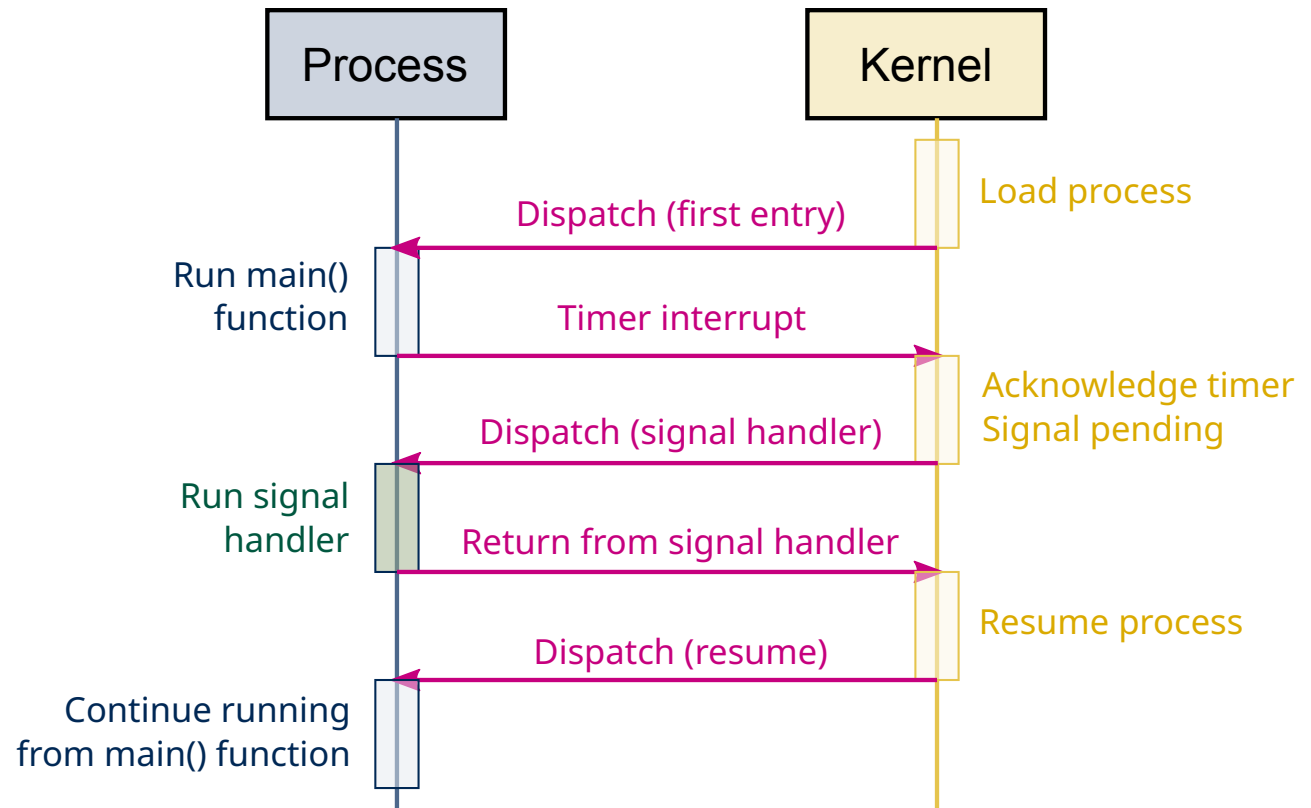 Process
Kernel
Load process
Dispatch (first entry)
Run main()
function
Timer interrupt
Acknowledge timer
Signal pending
Dispatch (signal handler)
Run signal
handler
Return from signal handler
Resume process
Dispatch (resume)
Continue running
from main() function